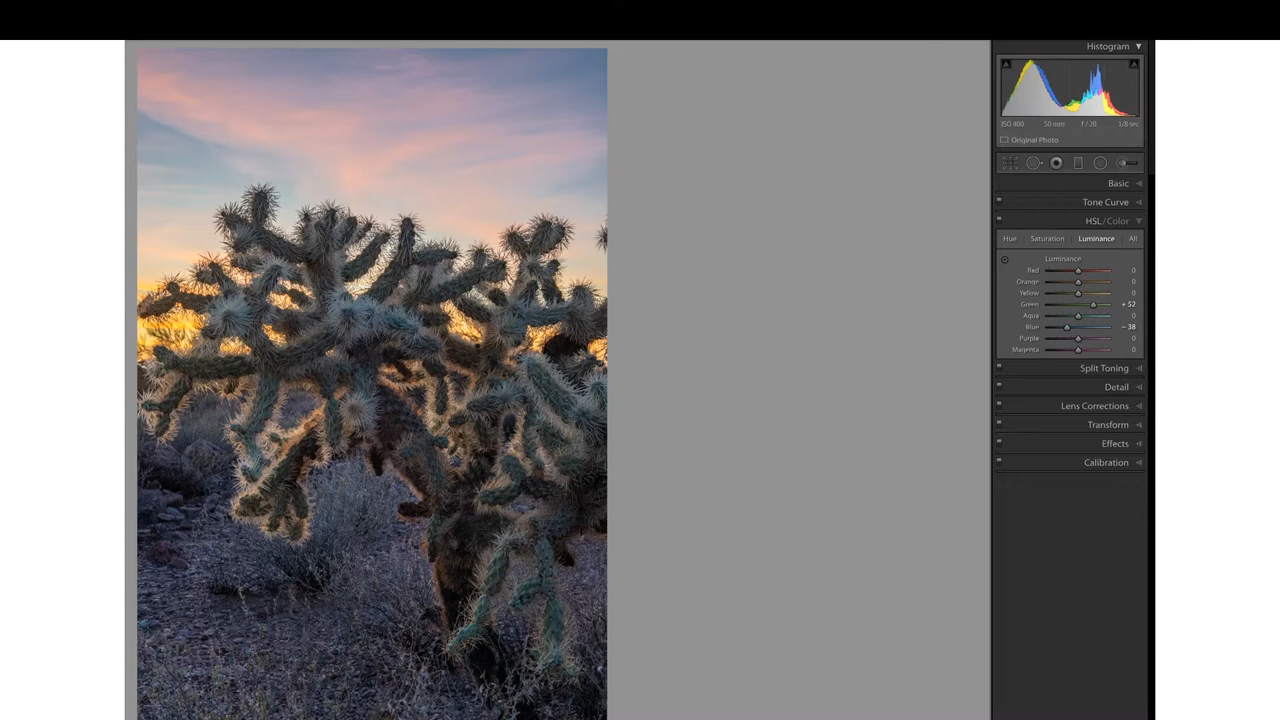 Histogram
ISO 400 50 mm f / 20 1/8 sec
Original Photo
Basic
Tone Curve
HSL / Color
Hue Saturation Luminance All
Luminance
Red 0
Orange 0
Yellow 0
Green + 52
Aqua 0
Blue − 38
Purple 0
Magenta 0
Split Toning
Detail
Lens Corrections
Transform
Effects
Calibration